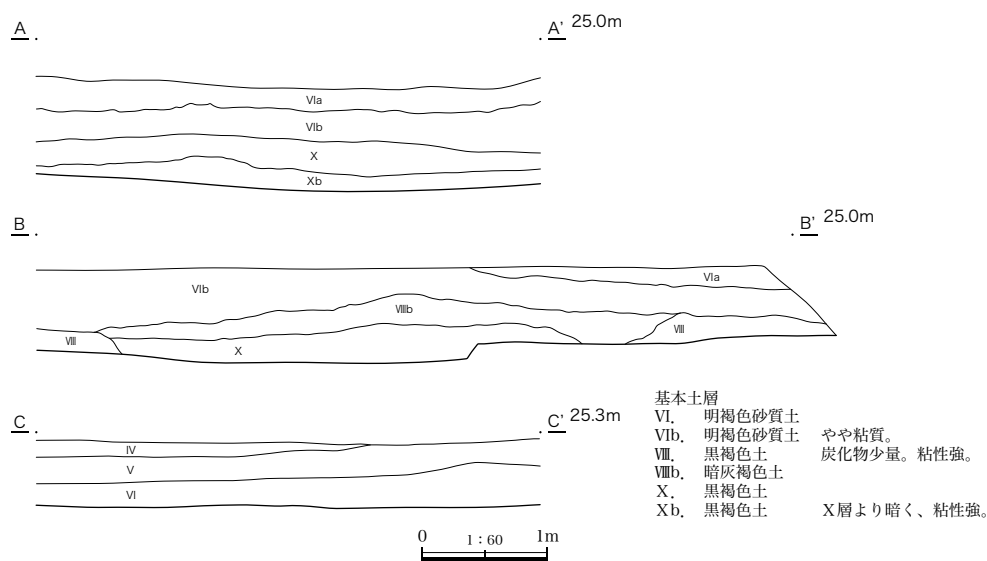 A A' 25.0m
Ⅵa
Ⅵb
X
Xb
B B' 25.0m
Ⅵa
Ⅵb
Ⅷb
Ⅷ Ⅷ
X
C C' 25.3m
Ⅳ
V
Ⅵ
基本土層
Ⅵ. 明褐色砂質土
Ⅵb. 明褐色砂質土 やや粘質。
Ⅷ. 黒褐色土 炭化物少量。粘性強。
Ⅷb. 暗灰褐色土
X. 黒褐色土
Xb. 黒褐色土 X層より暗く、粘性強。
0 1:60 1m